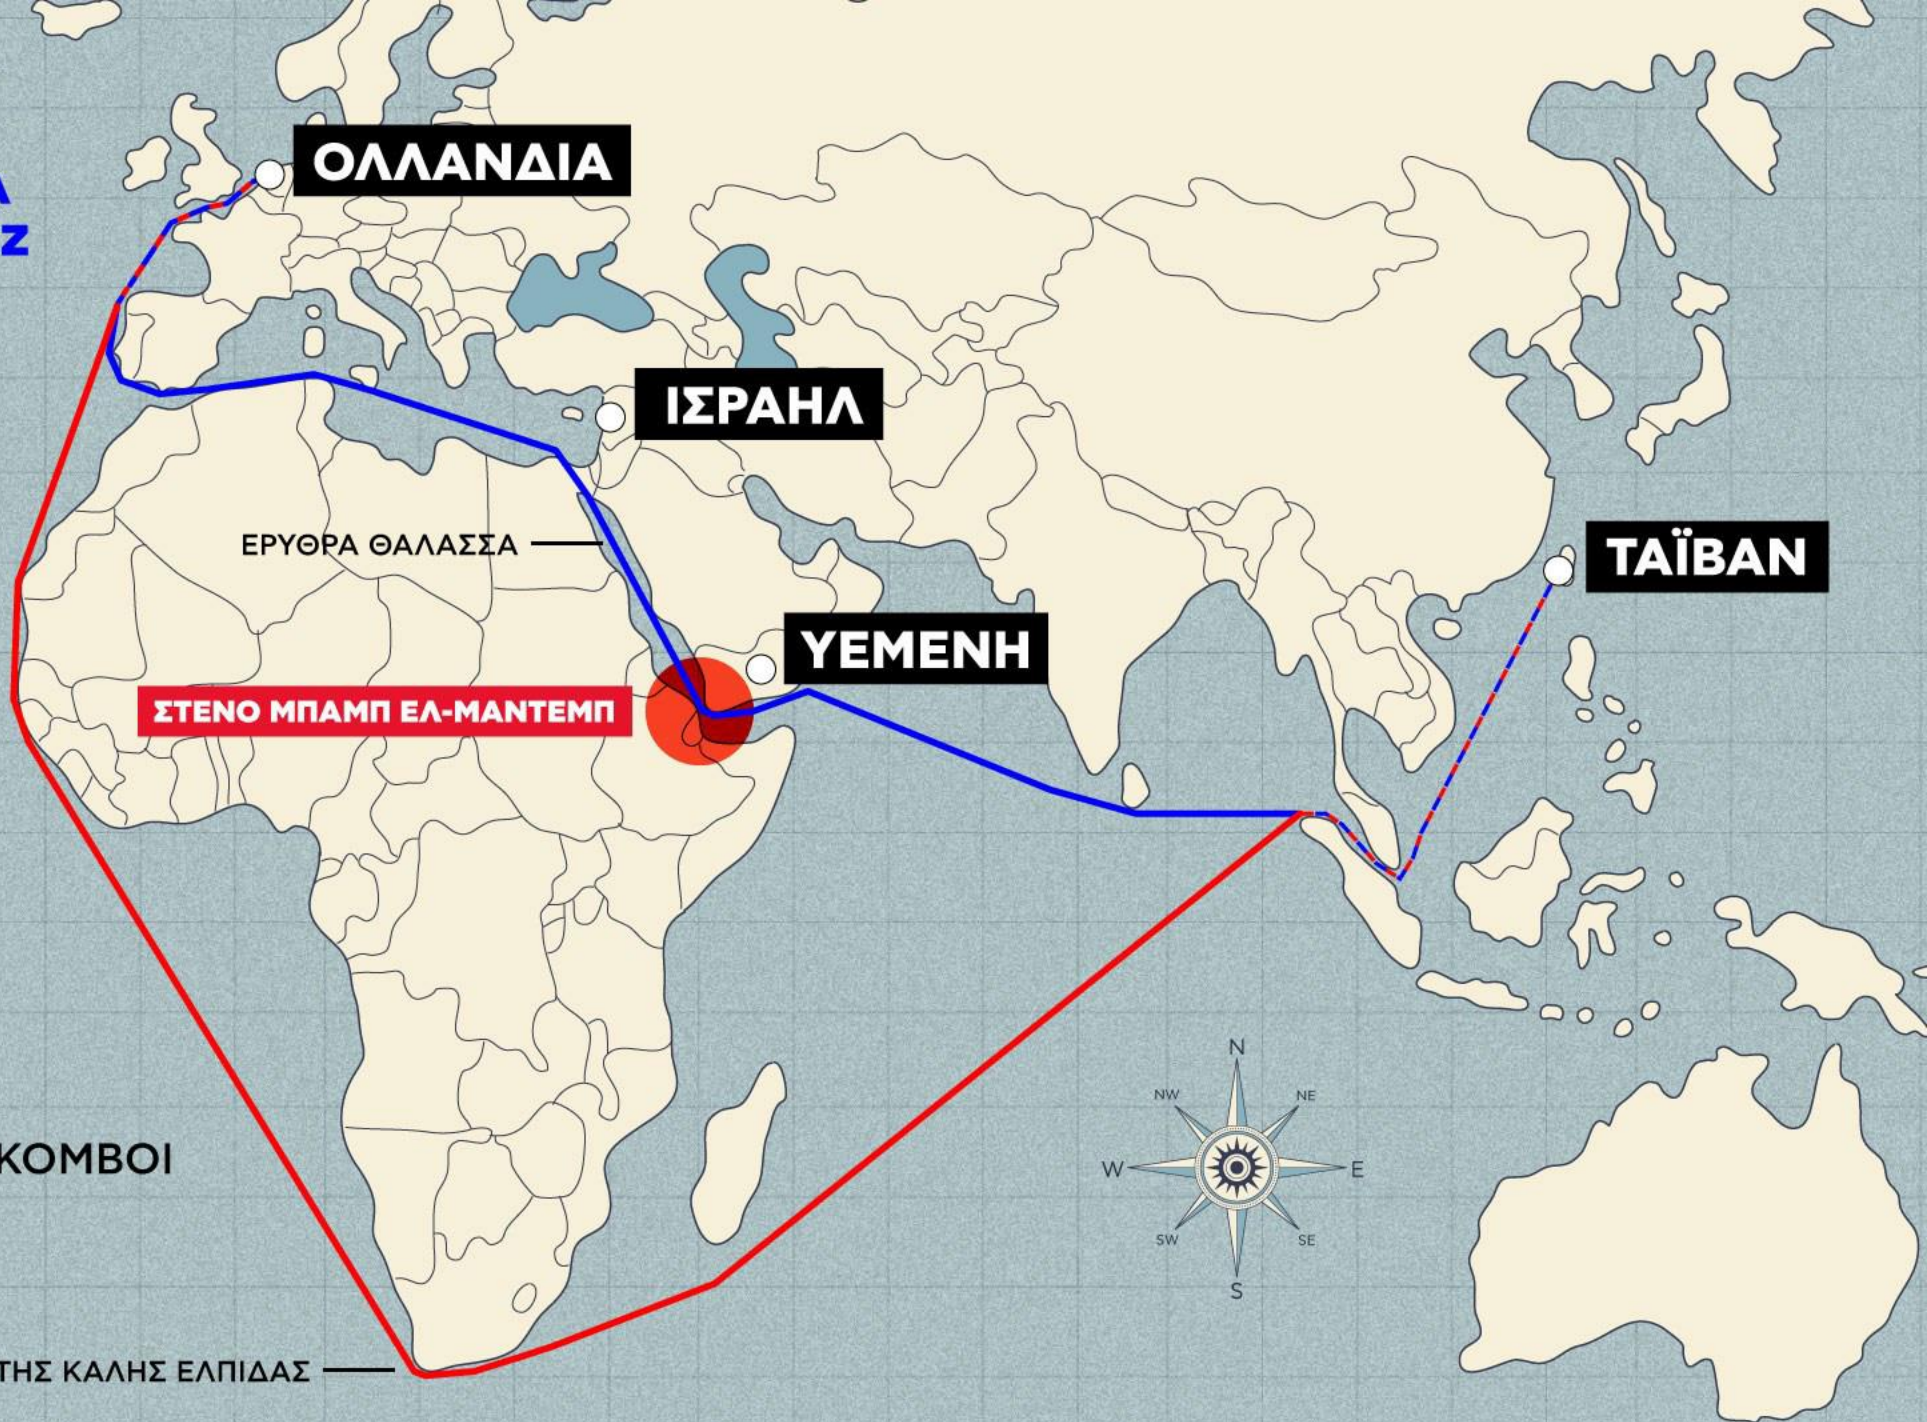 ΟΛΛΑΝΔΙΑ
Λ
Ζ
ΙΣΡΑΗΛ
ΕΡΥΘΡΑ ΘΑΛΑΣΣΑ
ΤΑΪΒΑΝ
ΥΕΜΕΝΗ
ΣΤΕΝΟ ΜΠΑΜΠ ΕΛ-ΜΑΝΤΕΜΠ
N
NW
NE
W
E
SW
SE
S
ΚΟΜΒΟΙ
ΤΗΣ ΚΑΛΗΣ ΕΛΠΙΔΑΣ